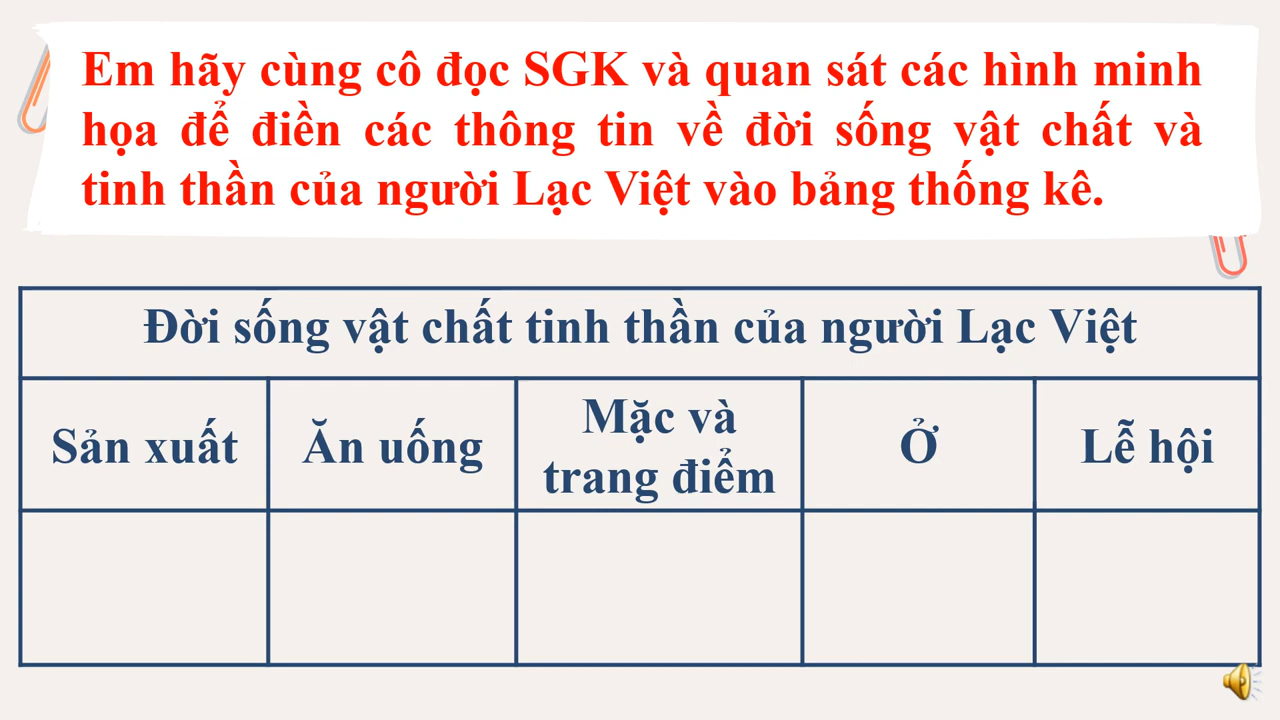 Em hãy cùng cô đọc SGK và quan sát các hình minh
họa để điền các thông tin về đời sống vật chất và
tinh thần của người Lạc Việt vào bảng thống kê.
Đời sống vật chất tinh thần của người Lạc Việt
Sản xuất
Ăn uống
Mặc và
trang điểm
Ở
Lễ hội